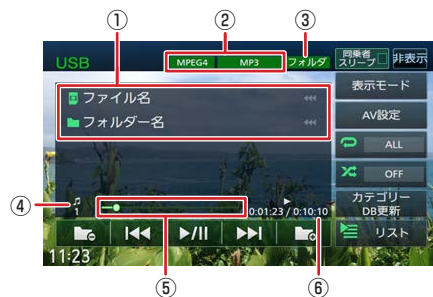 ① ② ③
USB MPEG4 MP3 フォルダ 同乗者スリープ 非表示
ファイル名
フォルダー名
表示モード
AV設定
ALL
OFF
カテゴリー
DB更新
リスト
④ 1
0:01:23 / 0:10:10
11:23
⑤ ⑥